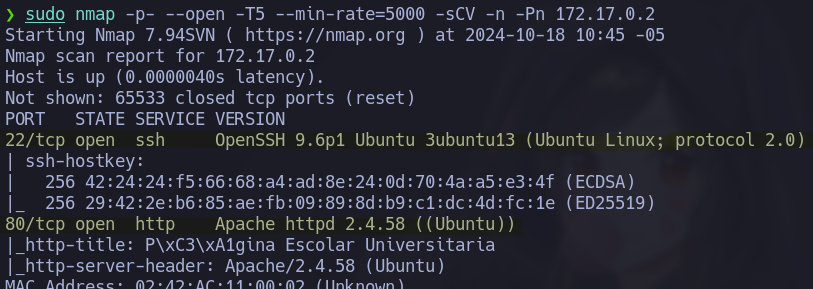 ❯ sudo nmap -p- --open -T5 --min-rate=5000 -sCV -n -Pn 172.17.0.2
Starting Nmap 7.94SVN ( https://nmap.org ) at 2024-10-18 10:45 -05
Nmap scan report for 172.17.0.2
Host is up (0.0000040s latency).
Not shown: 65533 closed tcp ports (reset)
PORT   STATE SERVICE VERSION
22/tcp open  ssh     OpenSSH 9.6p1 Ubuntu 3ubuntu13 (Ubuntu Linux; protocol 2.0)
| ssh-hostkey:
|   256 42:24:24:f5:66:68:a4:ad:8e:24:0d:70:4a:a5:e3:4f (ECDSA)
|_  256 29:42:2e:b6:85:ae:fb:09:89:8d:b9:c1:dc:4d:fc:1e (ED25519)
80/tcp open  http    Apache httpd 2.4.58 ((Ubuntu))
|_http-title: P\xC3\xA1gina Escolar Universitaria
|_http-server-header: Apache/2.4.58 (Ubuntu)
MAC Address: 02:42:AC:11:00:02 (Unknown)